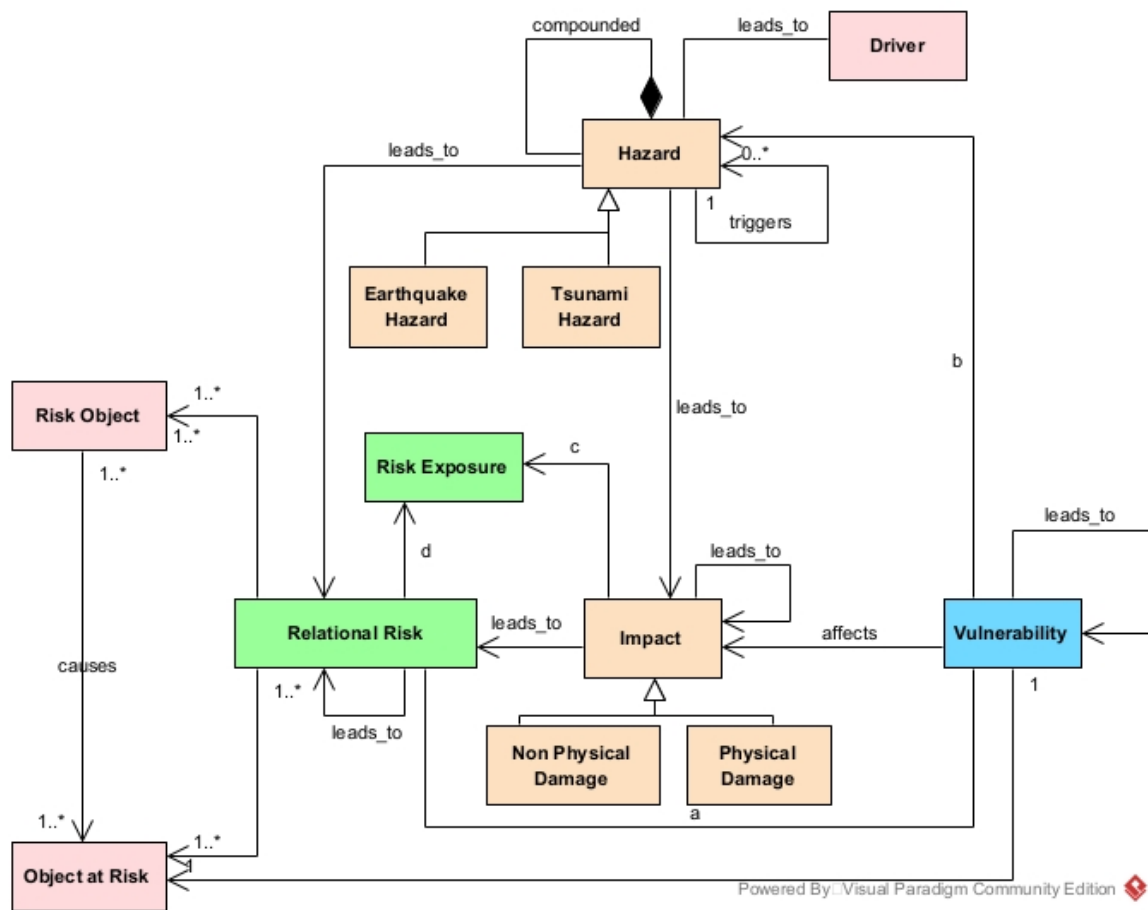 compounded
leads_to
Driver
Hazard
0..*
leads_to
1
triggers
Earthquake
Hazard
Tsunami
Hazard
b
Risk Object
1..*
1..*
leads_to
1..*
Risk Exposure
c
leads_to
d
leads_to
Relational Risk
leads_to
Impact
affects
Vulnerability
causes
1..*
1
leads_to
Non Physical
Damage
Physical
Damage
a
1..*
1..*
1
Object at Risk
Powered By Visual Paradigm Community Edition